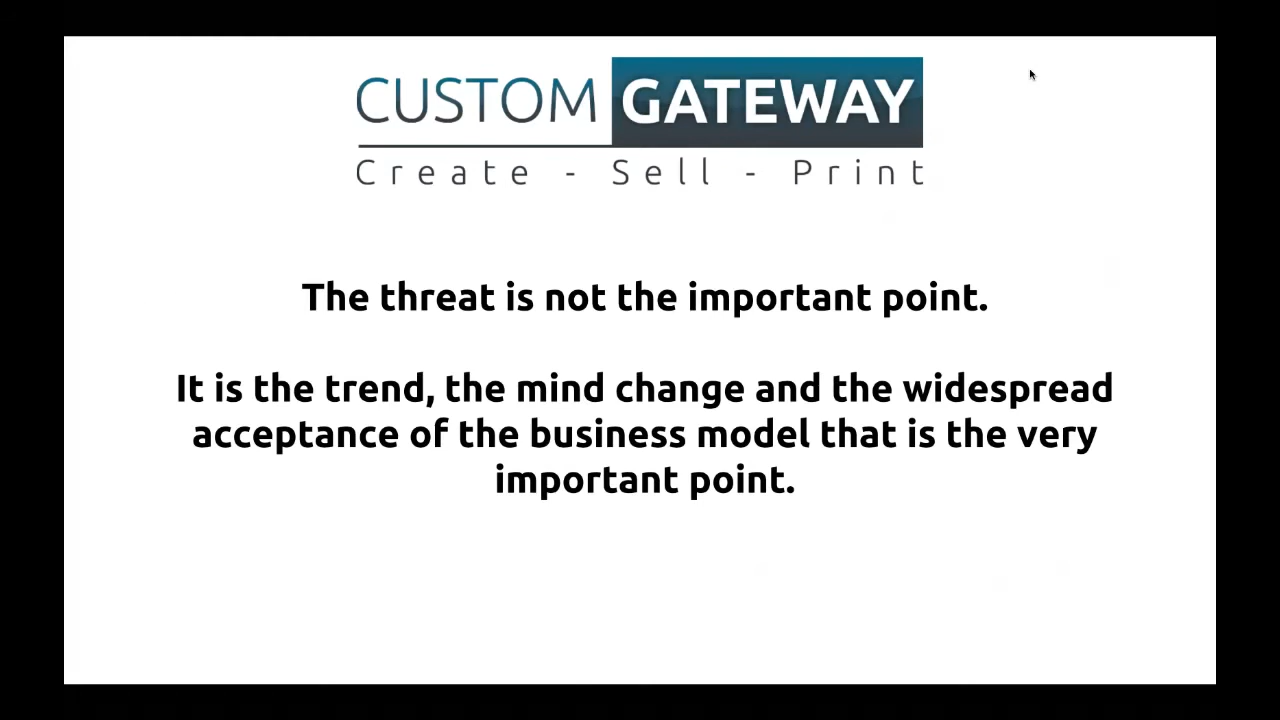 CUSTOM GATEWAY
Create - Sell - Print
The threat is not the important point.
It is the trend, the mind change and the widespread
acceptance of the business model that is the very
important point.